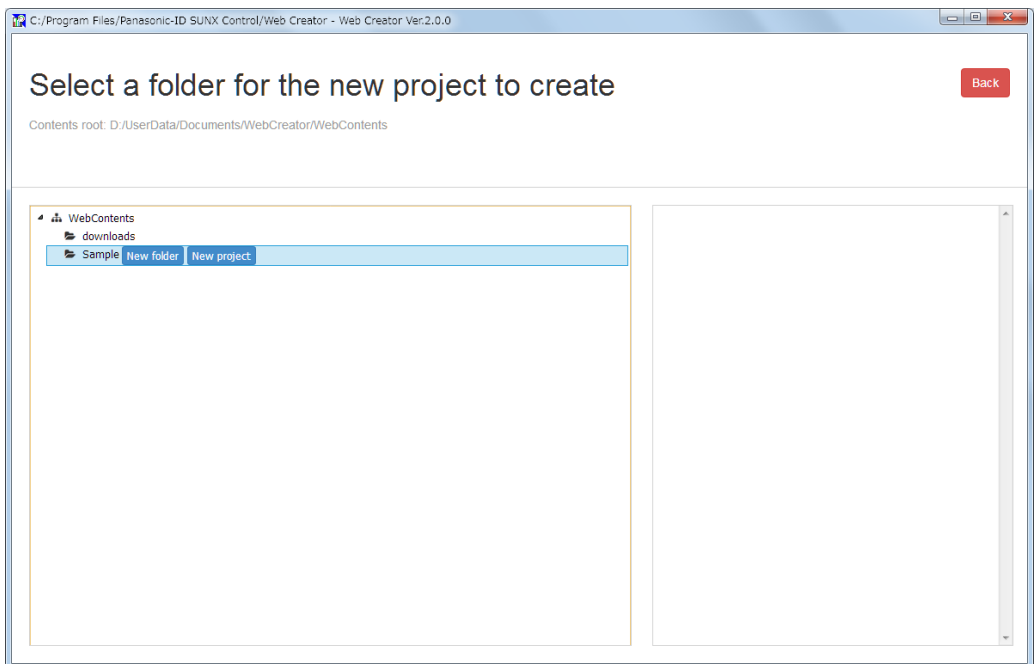 C:/Program Files/Panasonic-ID SUNX Control/Web Creator - Web Creator Ver.2.0.0
Select a folder for the new project to create
Back
Contents root: D:/UserData/Documents/WebCreator/WebContents
WebContents
downloads
Sample New folder New project